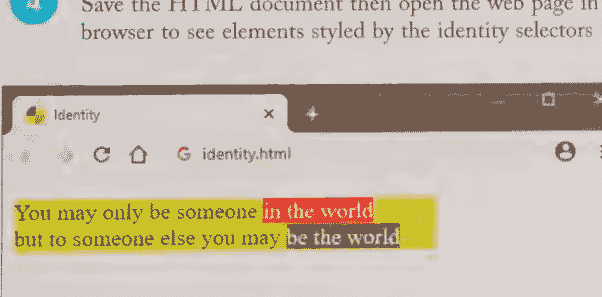 4
Save the HTML document then open the web page in
browser to see elements styled by the identity selectors
Identity
identity.html
You may only be someone in the world
but to someone else you may be the world